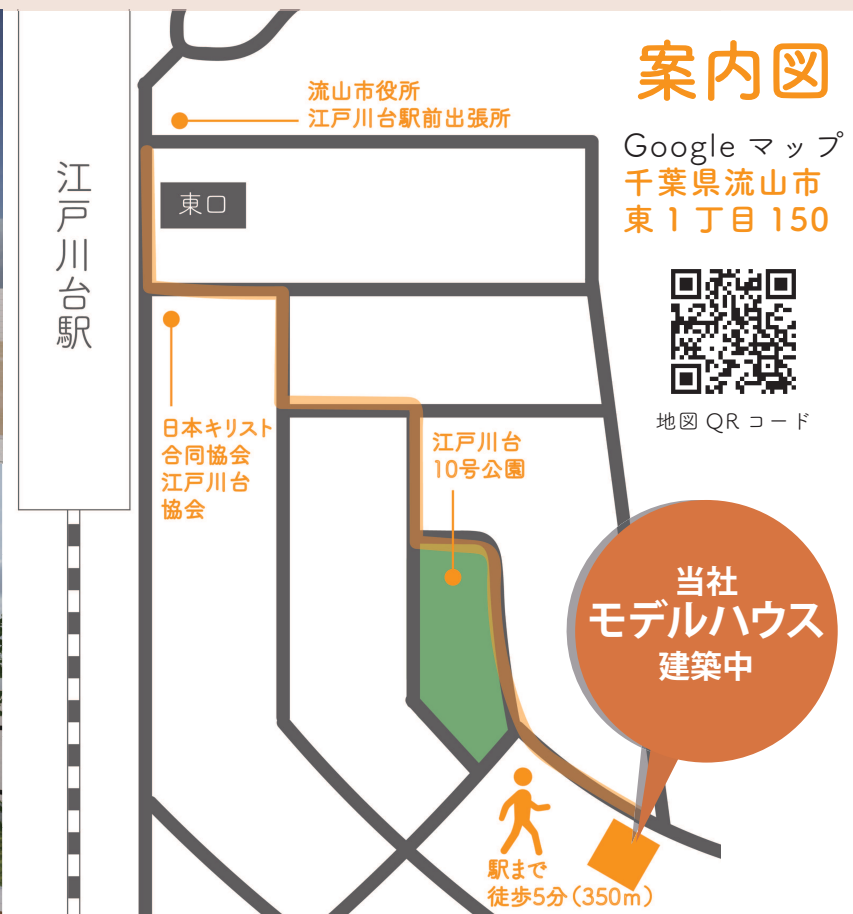 案内図
Google マップ
千葉県流山市
東1丁目150
地図 QR コード
流山市役所
江戸川台駅前出張所
江戸川台駅
東口
日本キリスト
合同協会
江戸川台
協会
江戸川台
10号公園
当社
モデルハウス
建築中
駅まで
徒歩5分(350m)